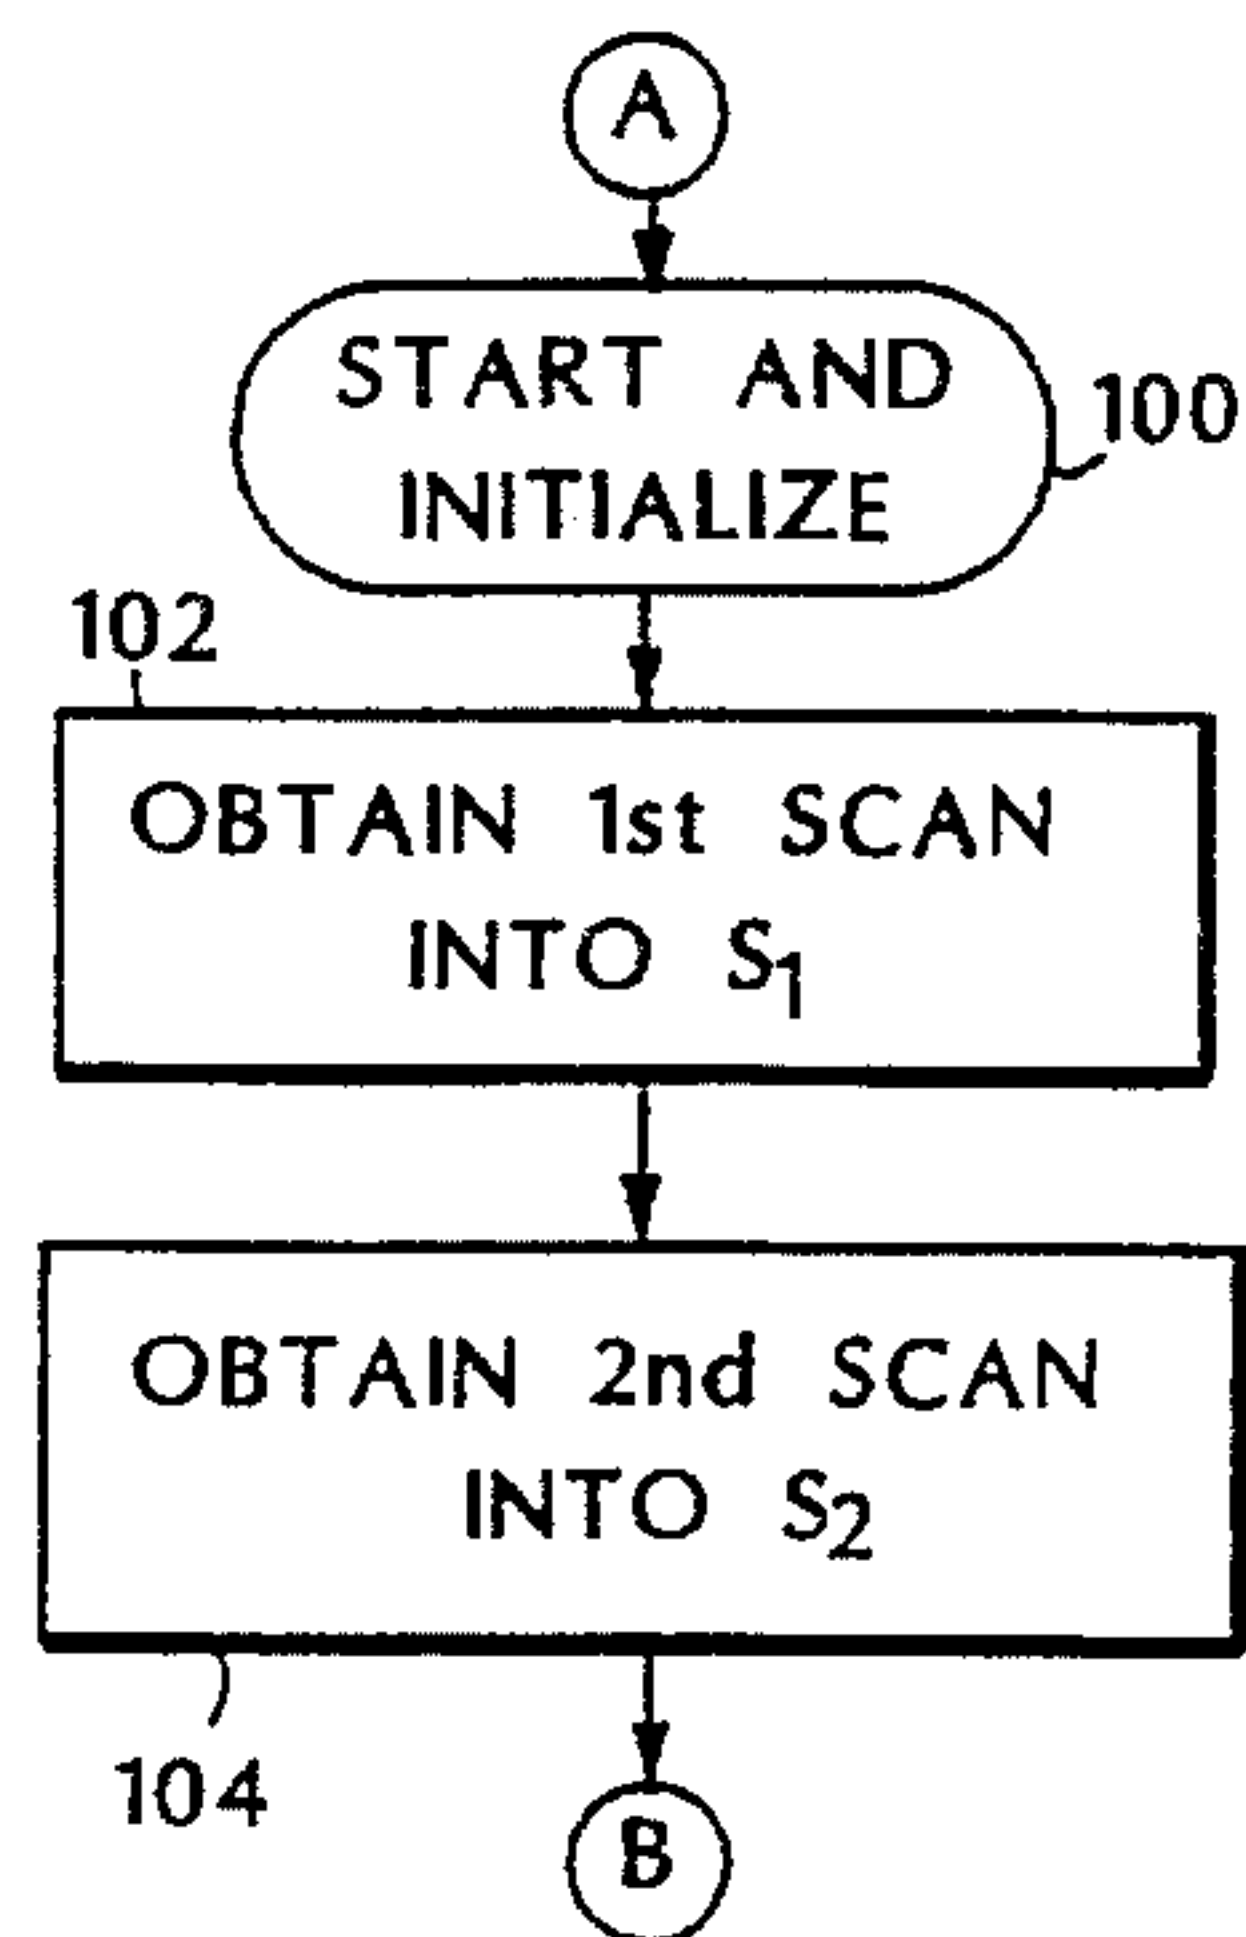 A
START AND
INITIALIZE
100
102
OBTAIN 1st SCAN
INTO S₁
OBTAIN 2nd SCAN
INTO S₂
104
B